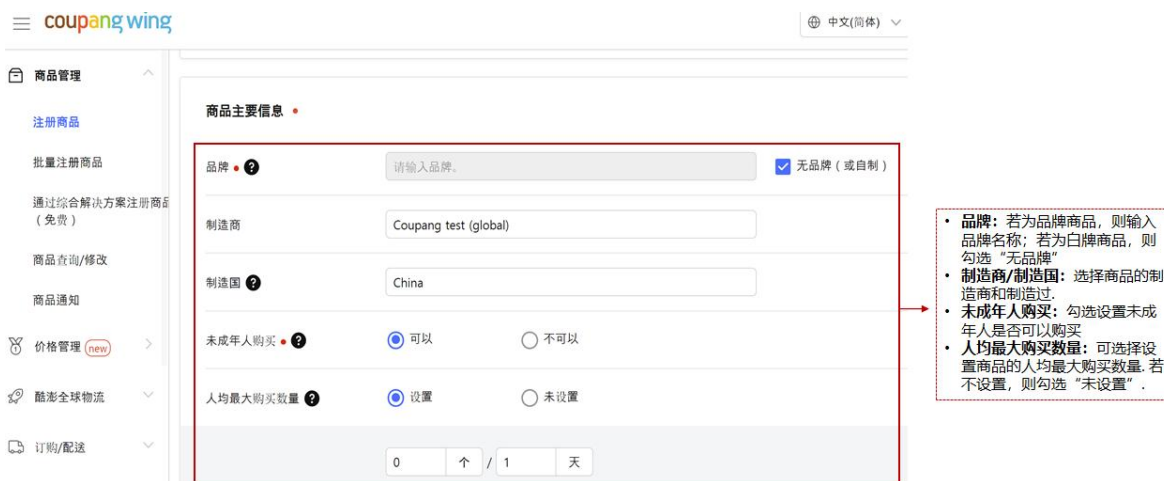 coupang wing
中文(简体)
商品管理
注册商品
批量注册商品
通过综合解决方案注册商品
（免费）
商品查询/修改
商品通知
价格管理 new
酷澎全球物流
订购/配送
商品主要信息
品牌 ?
请输入品牌。
无品牌（或自制）
制造商
Coupang test (global)
制造国 ?
China
未成年人购买 ?
可以
不可以
人均最大购买数量 ?
设置
未设置
0 个 / 1 天
• 品牌：若为品牌商品，则输入
品牌名称；若为白牌商品，则
勾选“无品牌”
• 制造商/制造国：选择商品的制
造商和制造过.
• 未成年人购买：勾选设置未成
年人是否可以购买
• 人均最大购买数量：可选择设
置商品的人均最大购买数量. 若
不设置，则勾选“未设置”.